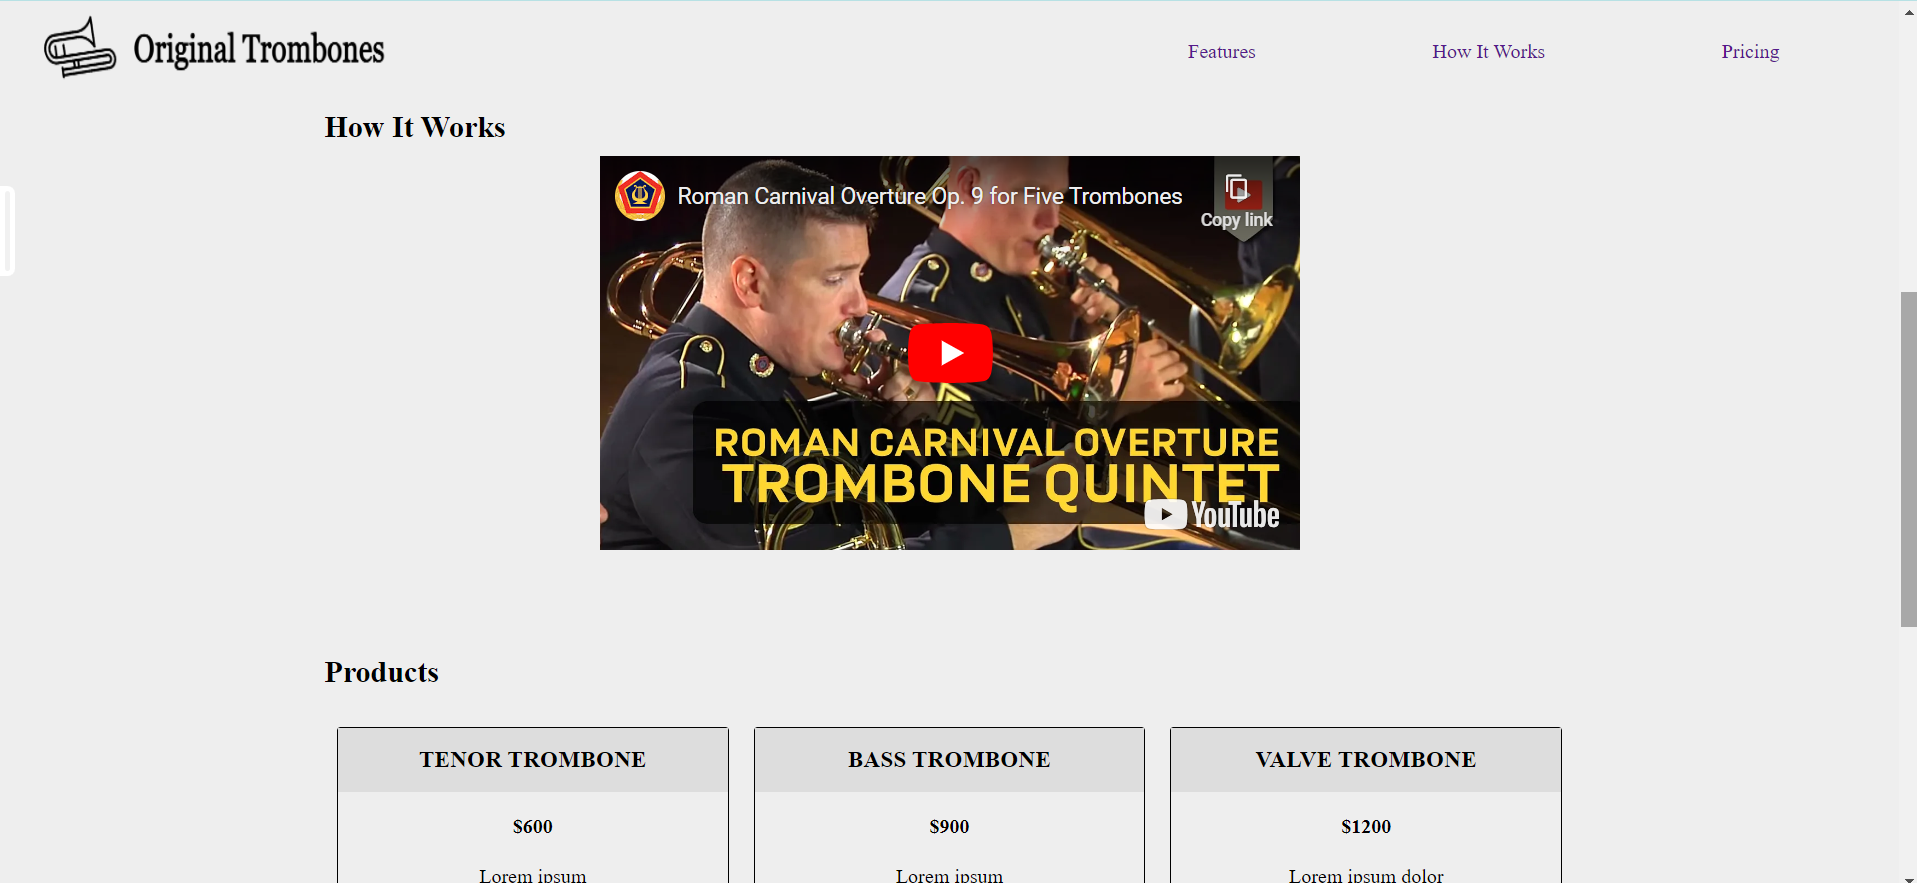 Original Trombones
Features
How It Works
Pricing
How It Works
Roman Carnival Overture Op. 9 for Five Trombones
Copy link
ROMAN CARNIVAL OVERTURE
TROMBONE QUINTET
YouTube
Products
TENOR TROMBONE
$600
Lorem ipsum
BASS TROMBONE
$900
Lorem ipsum
VALVE TROMBONE
$1200
Lorem ipsum dolor